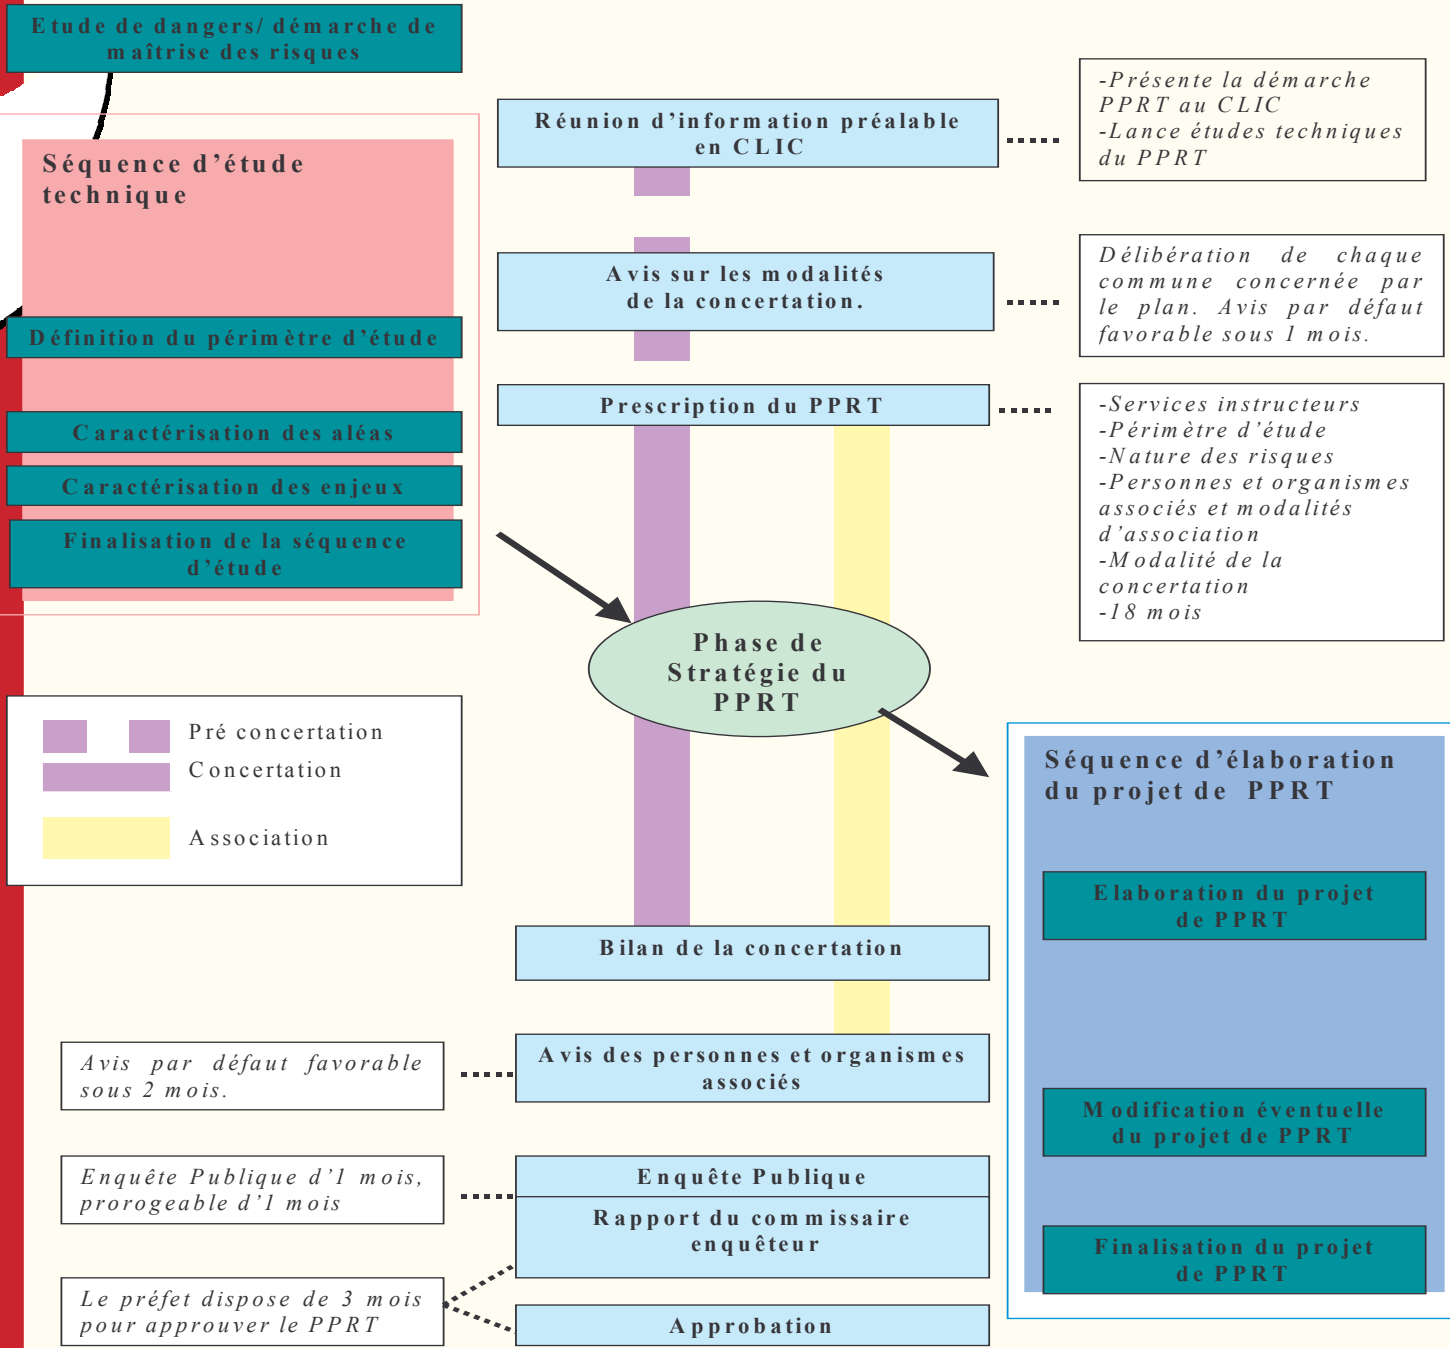 Etude de dangers/ démarche de
maîtrise des risques
Séquence d'étude
technique
Définition du périmètre d'étude
Caractérisation des aléas
Caractérisation des enjeux
Finalisation de la séquence
d'étude
Pré concertation
Concertation
Association
Réunion d'information préalable
en CLIC
-Présente la démarche
PPRT au CLIC
-Lance études techniques
du PPRT
Avis sur les modalités
de la concertation.
Délibération de chaque
commune concernée par
le plan. Avis par défaut
favorable sous 1 mois.
Prescription du PPRT
-Services instructeurs
-Périmètre d'étude
-Nature des risques
-Personnes et organismes
associés et modalités
d'association
-Modalité de la
concertation
-18 mois
Phase de
Stratégie du
PPRT
Séquence d'élaboration
du projet de PPRT
Elaboration du projet
de PPRT
Modification éventuelle
du projet de PPRT
Finalisation du projet
de PPRT
Bilan de la concertation
Avis des personnes et organismes
associés
Avis par défaut favorable
sous 2 mois.
Enquête Publique
Enquête Publique d'1 mois,
prorogeable d'1 mois
Rapport du commissaire
enquêteur
Le préfet dispose de 3 mois
pour approuver le PPRT
Approbation